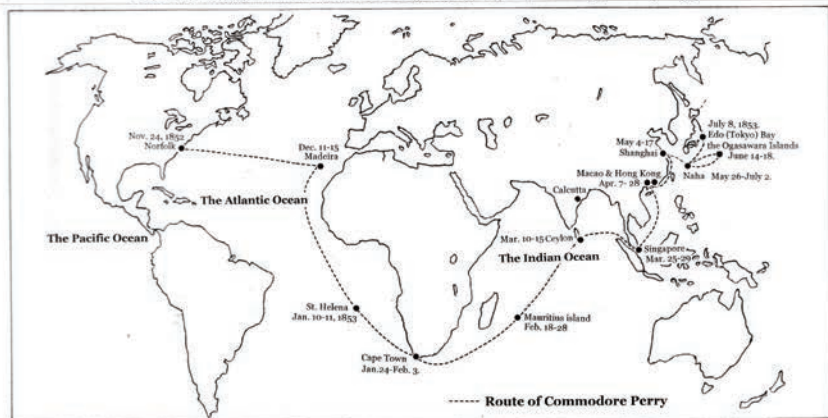 Nov. 24, 1852
Norfolk
Dec. 11-15
Madeira
July 8, 1853.
Edo (Tokyo) Bay
the Ogasawara Islands
June 14-18.
May 4-17
Shanghai
Naha May 26-July 2.
Macao & Hong Kong
Apr. 7- 28
Calcutta
The Atlantic Ocean
The Pacific Ocean
Mar. 10-15 Ceylon
Singapore
Mar. 25-29
The Indian Ocean
St. Helena
Jan. 10-11, 1853
Mauritius island
Feb. 18-28
Cape Town
Jan.24-Feb. 3.
Route of Commodore Perry